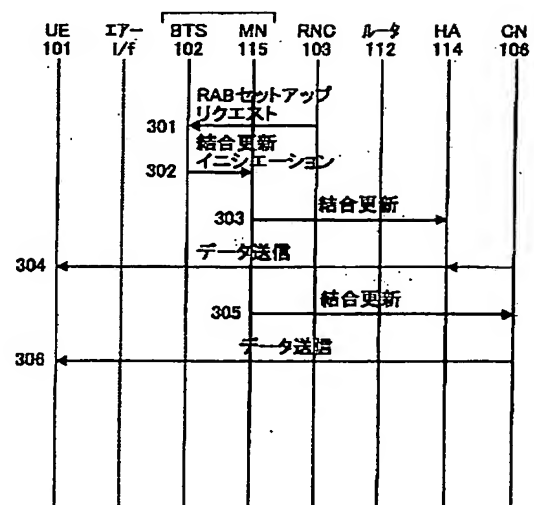 UE エアー BTS MN RNC ルータ HA CN
101 I/f 102 115 103 112 114 106
RABセットアップ
リクエスト
301
結合更新
イニシエーション
302
結合更新
303
データ送信
304
結合更新
305
データ送信
306